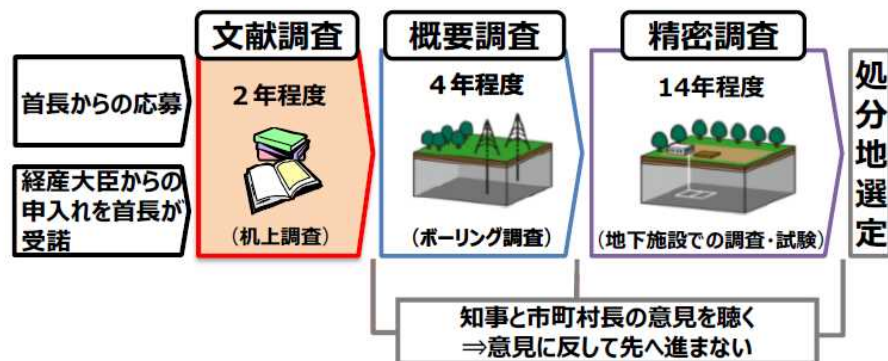 文献調査
概要調査
精密調査
首長からの応募
経産大臣からの
申入れを首長が
受諾
2年程度
(机上調査)
4年程度
(ボーリング調査)
14年程度
(地下施設での調査・試験)
処分地選定
知事と市町村長の意見を聴く
⇒意見に反して先へ進まない